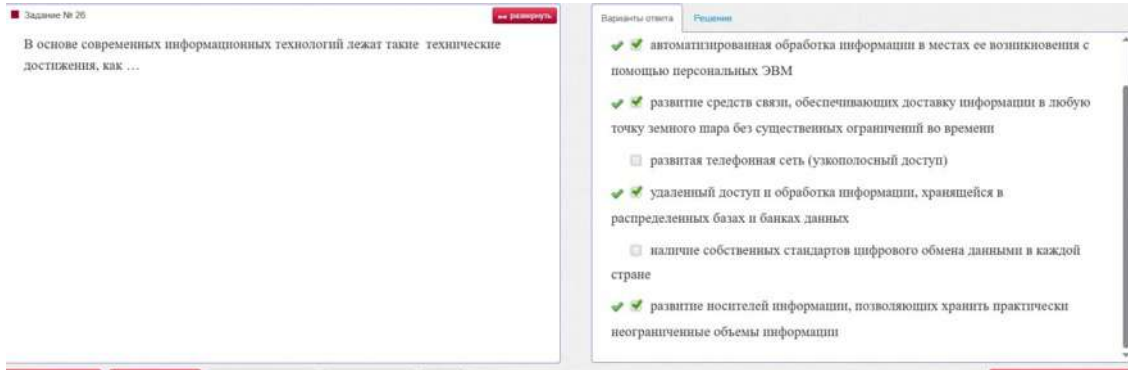 Задание № 26
развернуть
В основе современных информационных технологий лежат такие технические
достижения, как …
Варианты ответа
Решение
автоматизированная обработка информации в местах ее возникновения с
помощью персональных ЭВМ
развитие средств связи, обеспечивающих доставку информации в любую
точку земного шара без существенных ограничений во времени
развитая телефонная сеть (узкополосный доступ)
удаленный доступ и обработка информации, хранящейся в
распределенных базах и банках данных
наличие собственных стандартов цифрового обмена данными в каждой
стране
развитие носителей информации, позволяющих хранить практически
неограниченные объемы информации